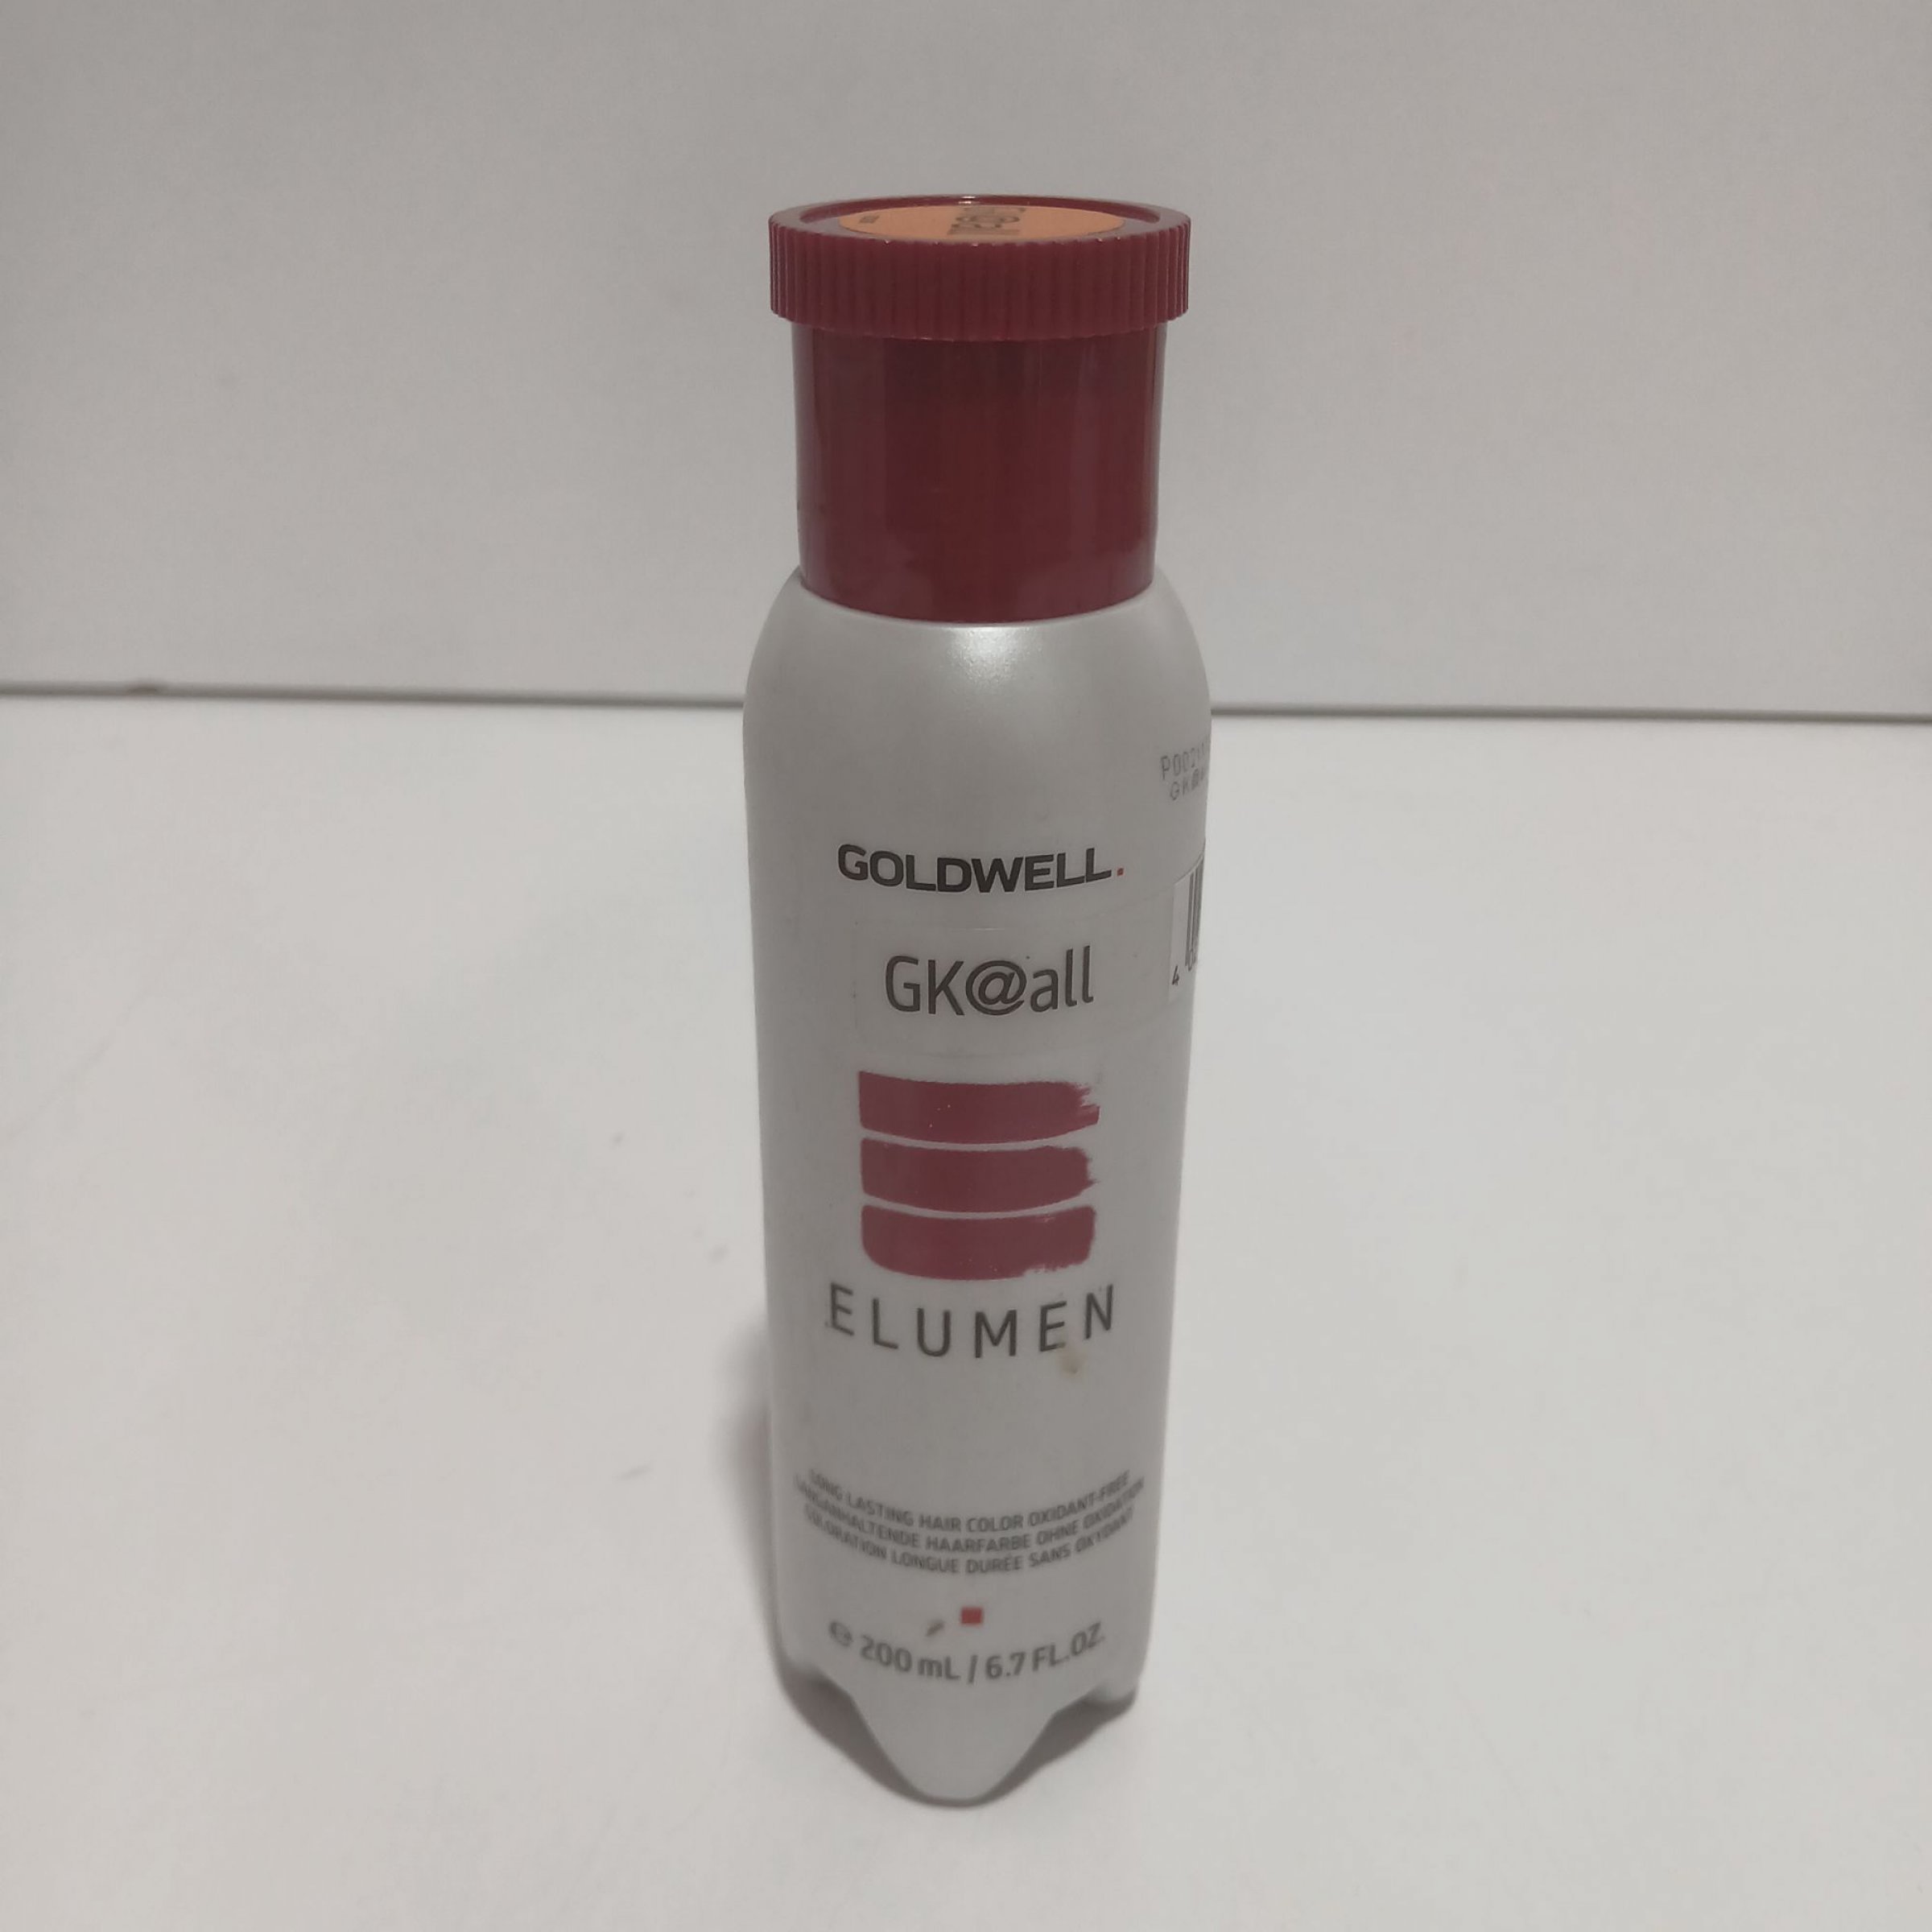 GOLDWELL.
GK@all
4
ELUMEN
LONG LASTING HAIR COLOR OXIDANT-FREE
LANGANHALTENDE HAARFARBE OHNE OXIDATION
COLORATION LONGUE DURÉE SANS OXYDANT
℮ 200 mL / 6.7 FL.OZ.